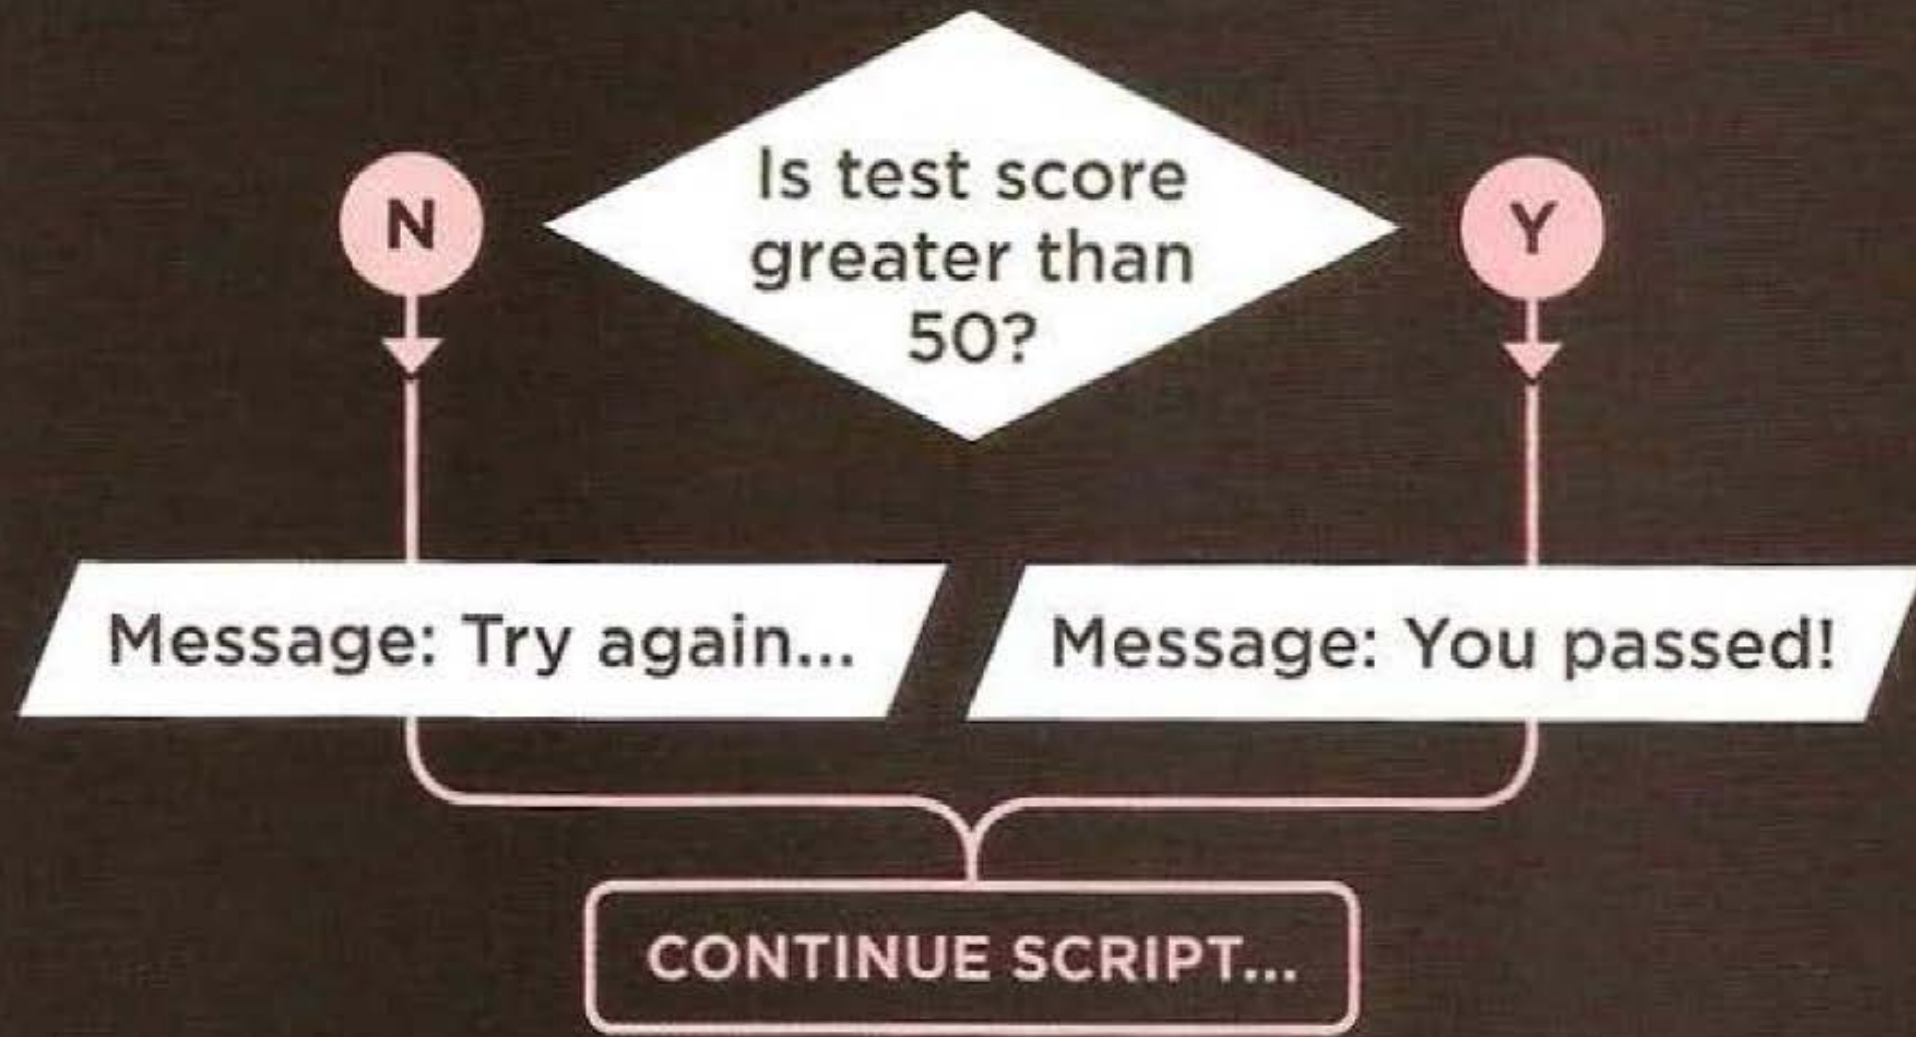 Is test score
greater than
50?
N
Y
Message: Try again...
Message: You passed!
CONTINUE SCRIPT...